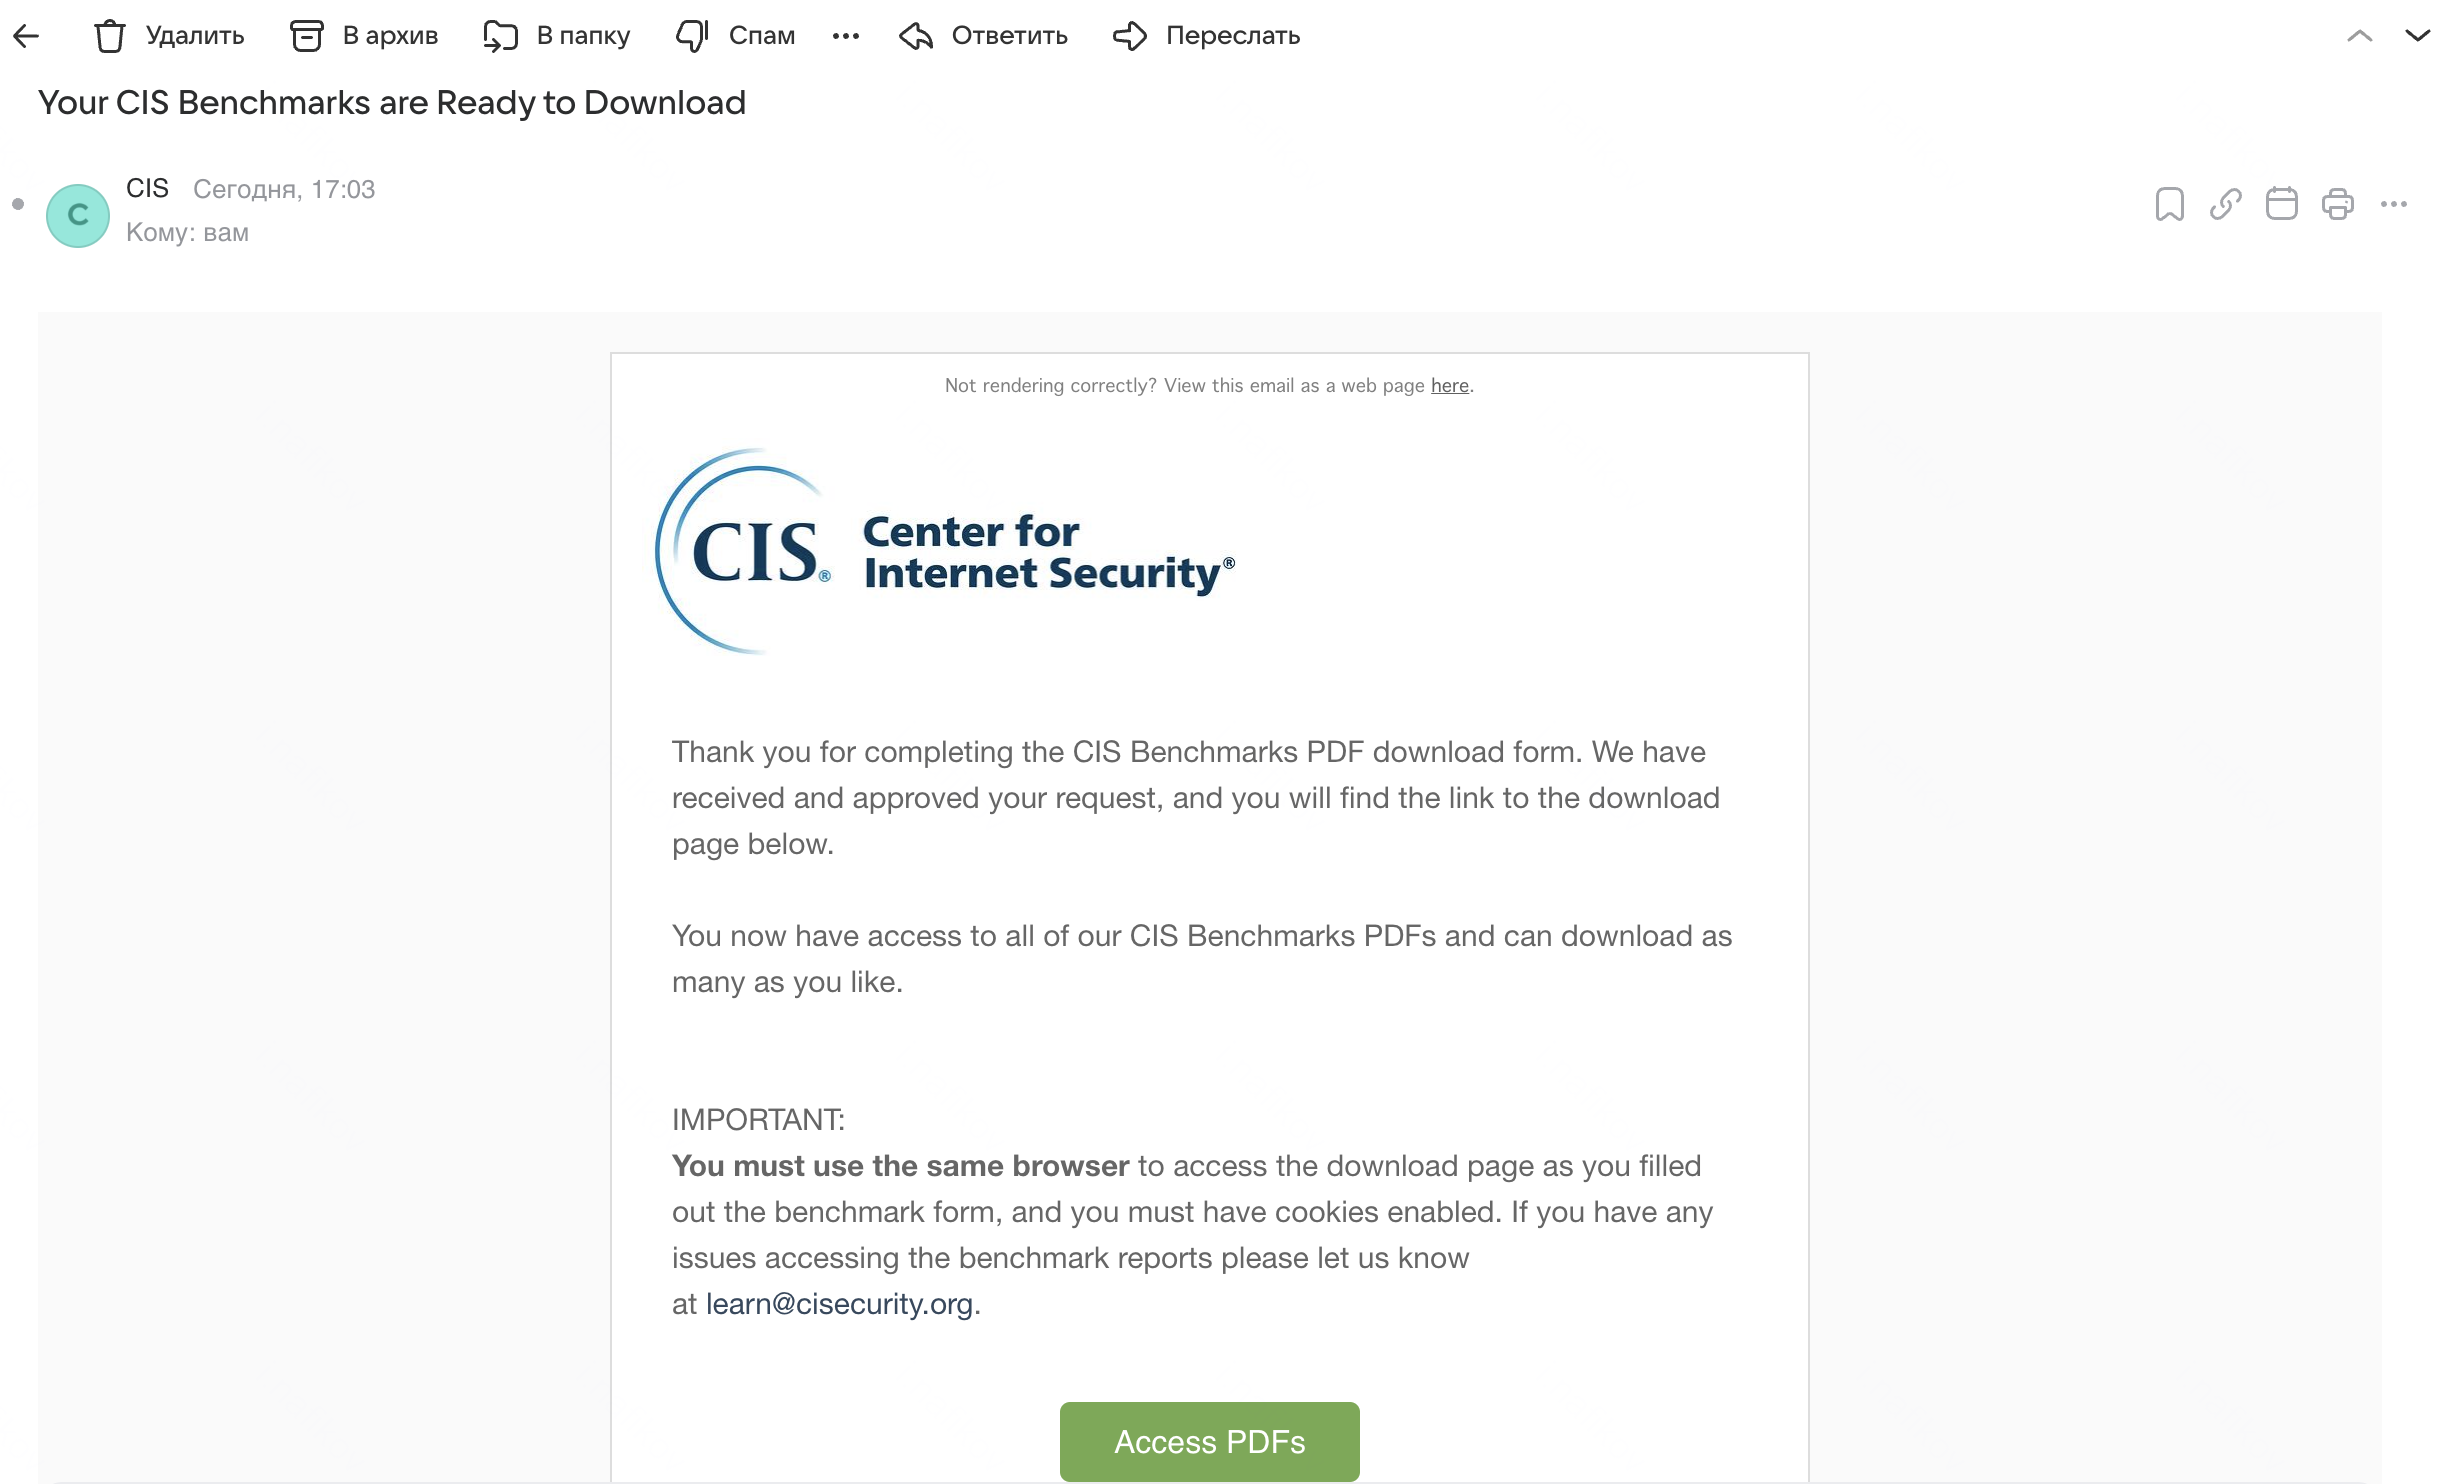 Удалить В архив В папку Спам Ответить Переслать
Your CIS Benchmarks are Ready to Download
CIS Сегодня, 17:03
C
Кому: вам
Not rendering correctly? View this email as a web page here.
CIS® Center for
Internet Security®
Thank you for completing the CIS Benchmarks PDF download form. We have
received and approved your request, and you will find the link to the download
page below.
You now have access to all of our CIS Benchmarks PDFs and can download as
many as you like.
IMPORTANT:
You must use the same browser to access the download page as you filled
out the benchmark form, and you must have cookies enabled. If you have any
issues accessing the benchmark reports please let us know
at learn@cisecurity.org.
Access PDFs